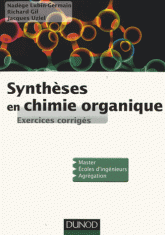 Nadège Lubin-Germain
Richard Gil
Jacques Uziel
Synthèses
en chimie organique
Exercices corrigés
Master
Écoles d'ingénieurs
Agrégation
DUNOD